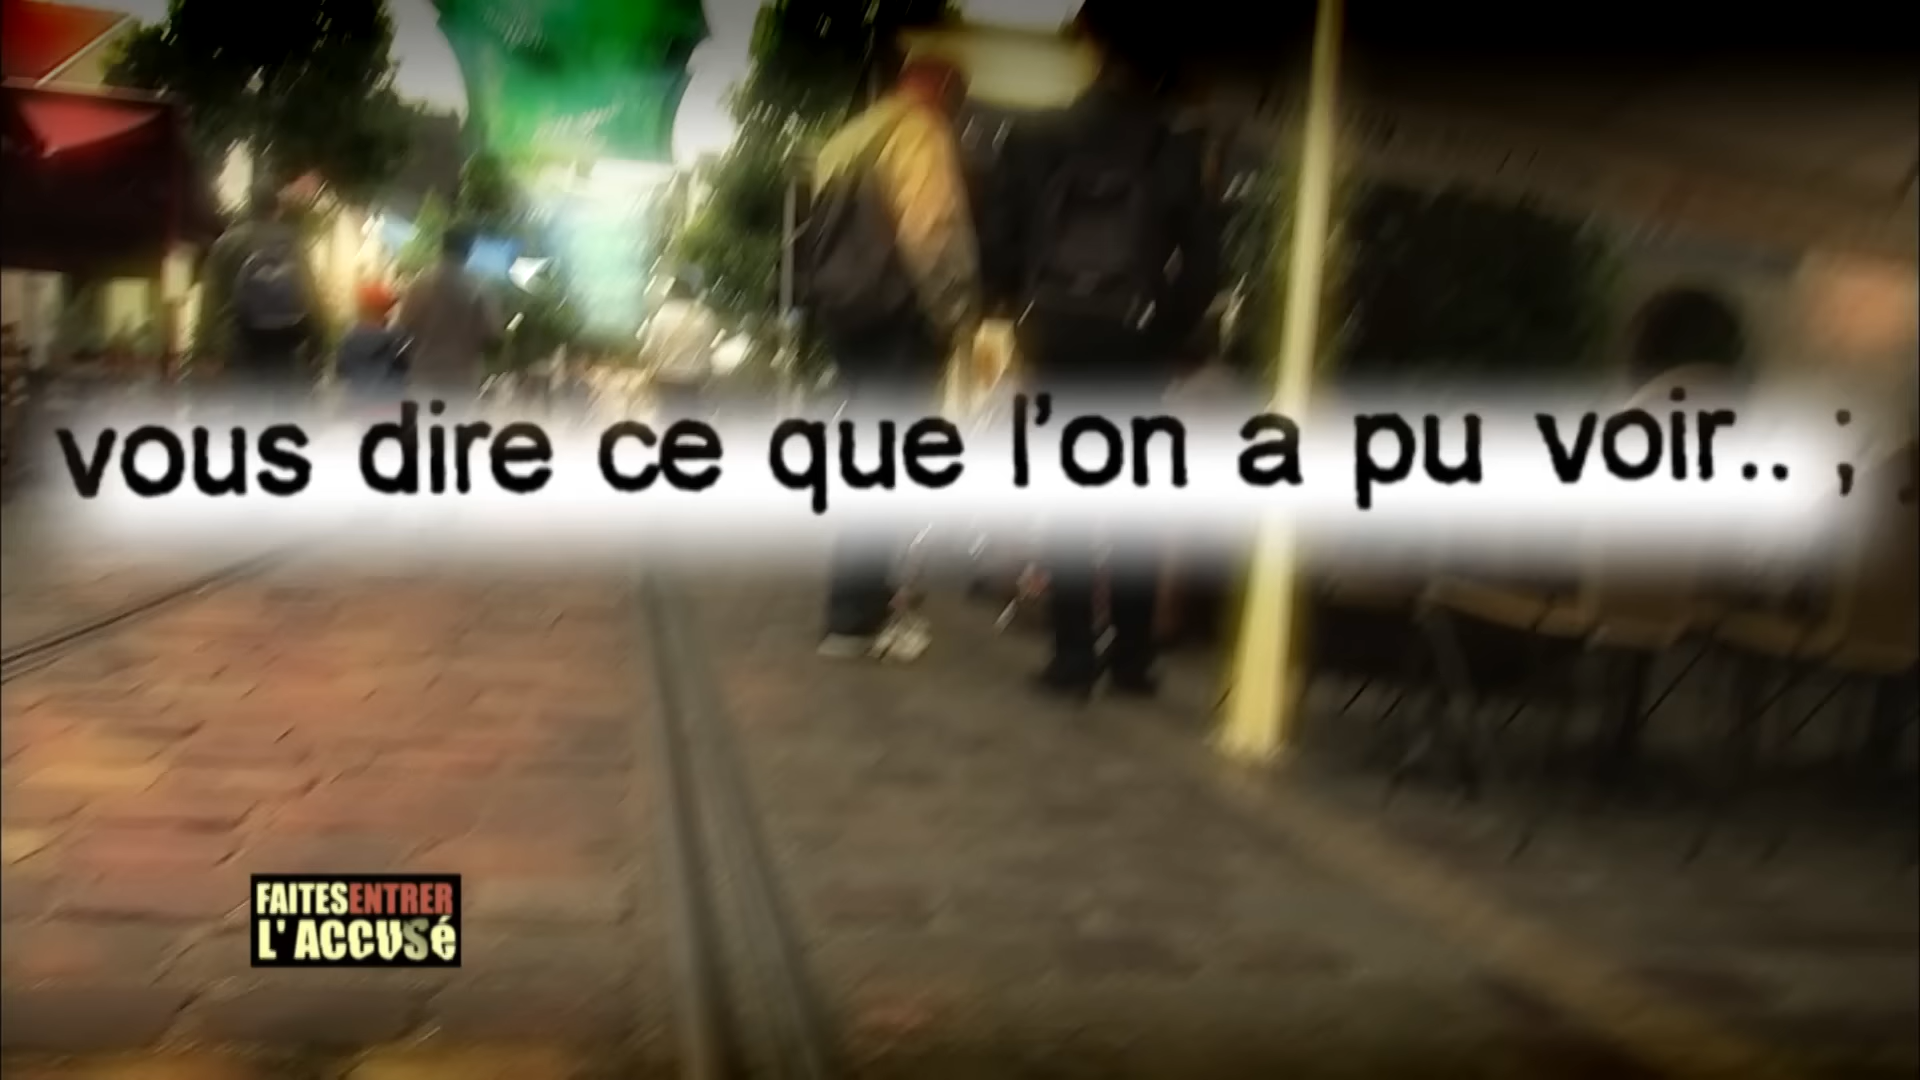 vous dire ce que l'on a pu voir.. ;
FAITES ENTRER
L'ACCUSé